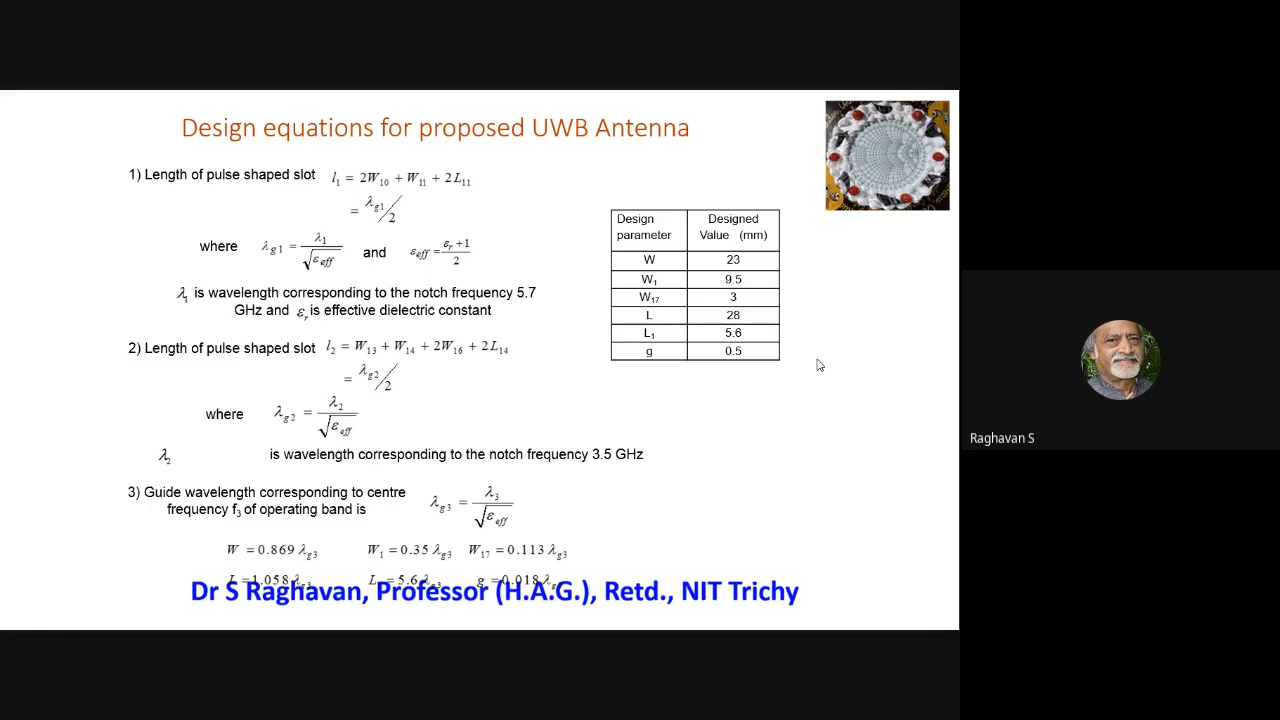 Design equations for proposed UWB Antenna
1) Length of pulse shaped slot l₁ = 2W₁₀ + W₁₁ + 2L₁₁
= λg1/2
where λg1 = λ₁/√εeff and εeff = εr+1/2
λ₁ is wavelength corresponding to the notch frequency 5.7
GHz and εr is effective dielectric constant
2) Length of pulse shaped slot l₂ = W₁₃ + W₁₄ + 2W₁₆ + 2L₁₄
= λg2/2
where λg2 = λ₂/√εeff
λ₂ is wavelength corresponding to the notch frequency 3.5 GHz
3) Guide wavelength corresponding to centre
frequency f₃ of operating band is λg3 = λ₃/√εeff
W = 0.869 λg3 W₁ = 0.35 λg3 W₁₇ = 0.113 λg3
L = 1.058 λg3 L = 5.6 λg3 g = 0.018 λg
Dr S Raghavan, Professor (H.A.G.), Retd., NIT Trichy
Design parameter Designed Value (mm)
W 23
W₁ 9.5
W₁₇ 3
L 28
L₁ 5.6
g 0.5
Raghavan S